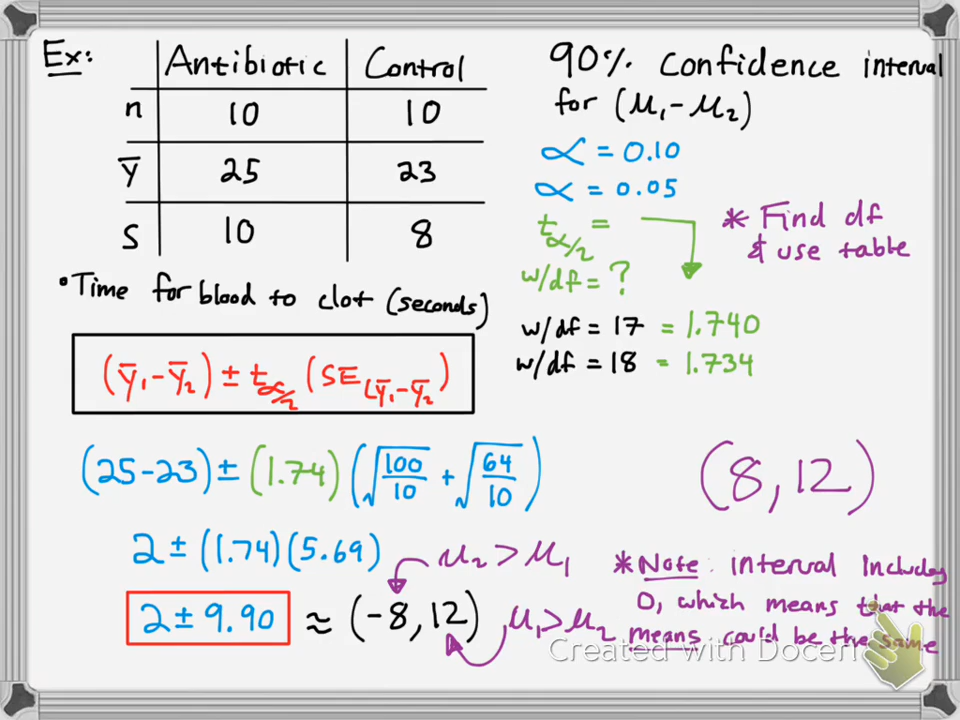 Ex:
Antibiotic Control
n 10 10
ȳ 25 23
S 10 8
•Time for blood to clot (seconds)
(ȳ₁-ȳ₂) ± t α/2 (SE(ȳ₁-ȳ₂)
(25-23) ± (1.74) (√100/10 + √64/10)
2 ± (1.74)(5.69)
2 ± 9.90 ≈ (-8, 12)
μ₂ > μ₁
μ₁ > μ₂
90% Confidence interval
for (μ₁-μ₂)
α = 0.10
α = 0.05
t α/2 =
w/df = ?
* Find df
& use table
w/df = 17 = 1.740
w/df = 18 = 1.734
(8, 12)
*Note: interval includes
0, which means that the
means could be the same
Created with Doceri